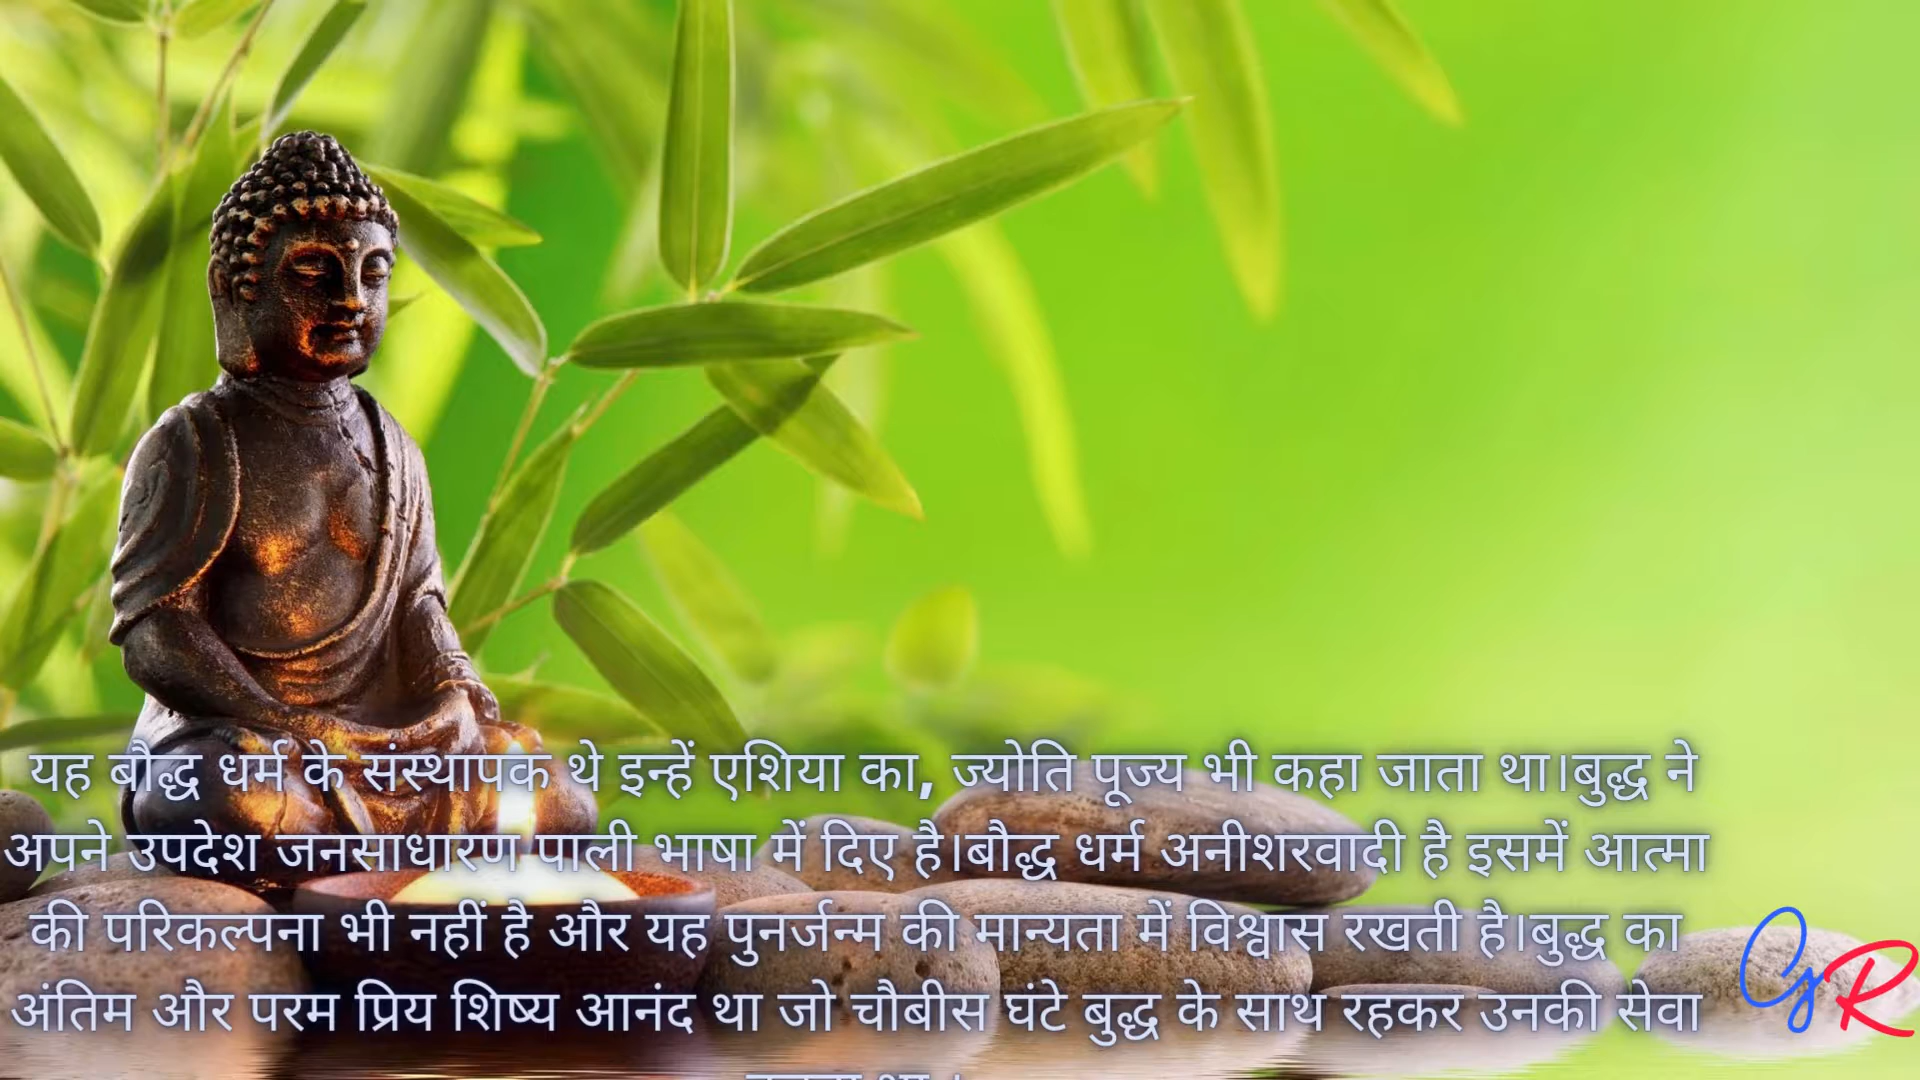 यह बौद्ध धर्म के संस्थापक थे इन्हें एशिया का, ज्योति पूज्य भी कहा जाता था।बुद्ध ने
अपने उपदेश जनसाधारण पाली भाषा में दिए है।बौद्ध धर्म अनीशरवादी है इसमें आत्मा
की परिकल्पना भी नहीं है और यह पुनर्जन्म की मान्यता में विश्वास रखती है।बुद्ध का
अंतिम और परम प्रिय शिष्य आनंद था जो चौबीस घंटे बुद्ध के साथ रहकर उनकी सेवा
GR